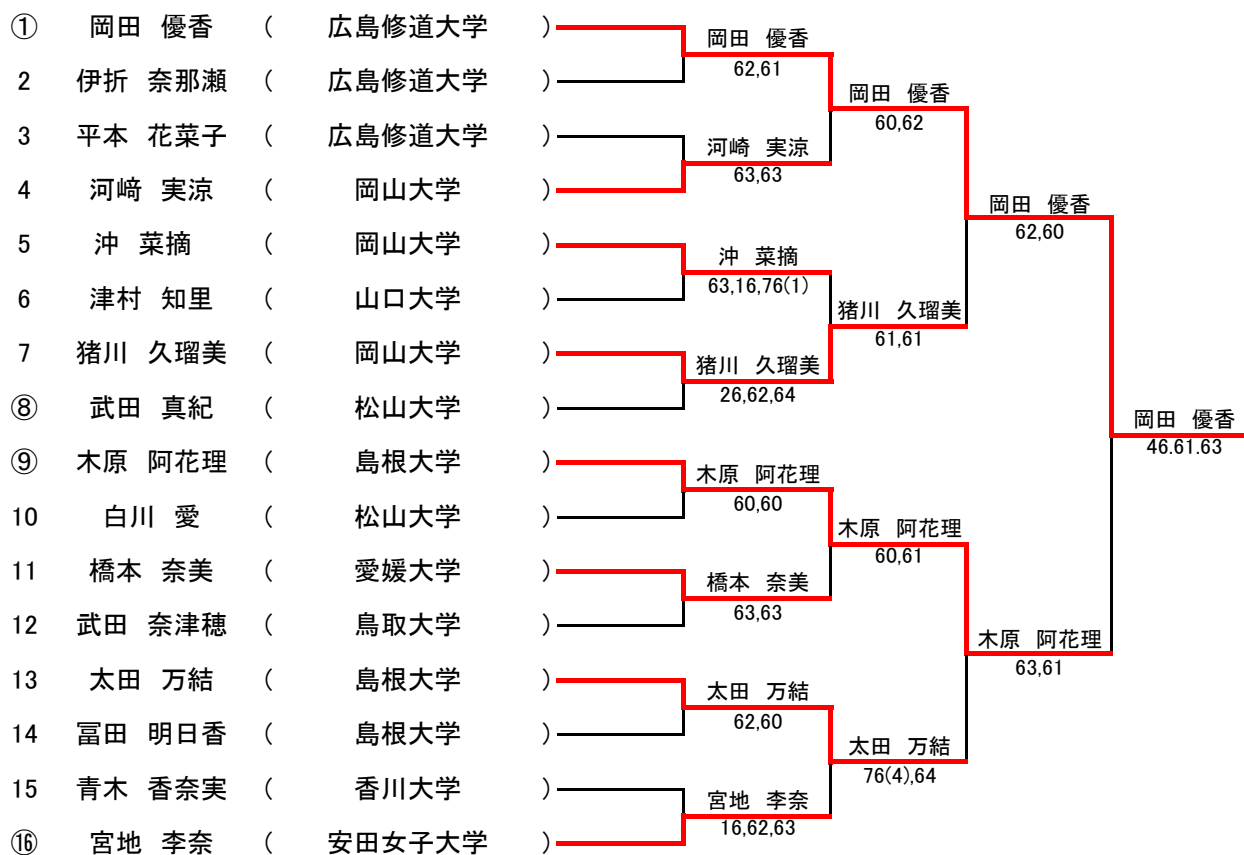 ① 岡田 優香 ( 広島修道大学 )
2 伊折 奈那瀬 ( 広島修道大学 )
3 平本 花菜子 ( 広島修道大学 )
4 河﨑 実涼 ( 岡山大学 )
5 沖 菜摘 ( 岡山大学 )
6 津村 知里 ( 山口大学 )
7 猪川 久瑠美 ( 岡山大学 )
⑧ 武田 真紀 ( 松山大学 )
⑨ 木原 阿花理 ( 島根大学 )
10 白川 愛 ( 松山大学 )
11 橋本 奈美 ( 愛媛大学 )
12 武田 奈津穂 ( 鳥取大学 )
13 太田 万結 ( 島根大学 )
14 冨田 明日香 ( 島根大学 )
15 青木 香奈実 ( 香川大学 )
⑯ 宮地 李奈 ( 安田女子大学 )
岡田 優香
62,61
河崎 実涼
63,63
沖 菜摘
63,16,76(1)
猪川 久瑠美
26,62,64
木原 阿花理
60,60
橋本 奈美
63,63
太田 万結
62,60
宮地 李奈
16,62,63
岡田 優香
60,62
猪川 久瑠美
61,61
木原 阿花理
60,61
太田 万結
76(4),64
岡田 優香
62,60
木原 阿花理
63,61
岡田 優香
46.61.63